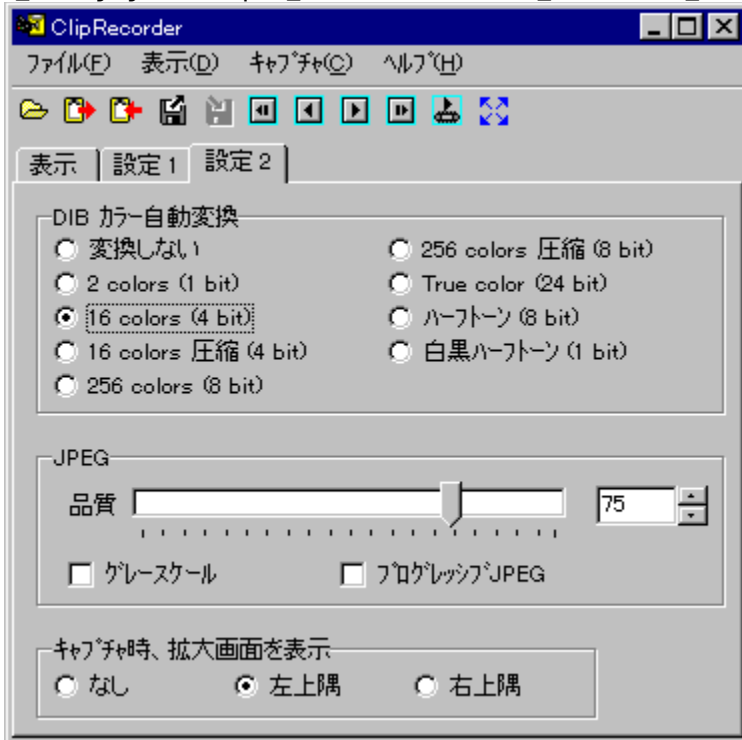 ClipRecorder
ﾌｧｲﾙ(F) 表示(D) ｷｬﾌﾟﾁｬ(C) ﾍﾙﾌﾟ(H)
表示 設定1 設定2
DIB ｶﾗｰ自動変換
変換しない
2 colors (1 bit)
16 colors (4 bit)
16 colors 圧縮 (4 bit)
256 colors (8 bit)
256 colors 圧縮 (8 bit)
True color (24 bit)
ﾊｰﾌﾄｰﾝ (8 bit)
白黒ﾊｰﾌﾄｰﾝ (1 bit)
JPEG
品質 75
ｸﾞﾚｰｽｹｰﾙ ﾌﾟﾛｸﾞﾚｯｼﾌﾞJPEG
ｷｬﾌﾟﾁｬ時、拡大画面を表示
なし 左上隅 右上隅